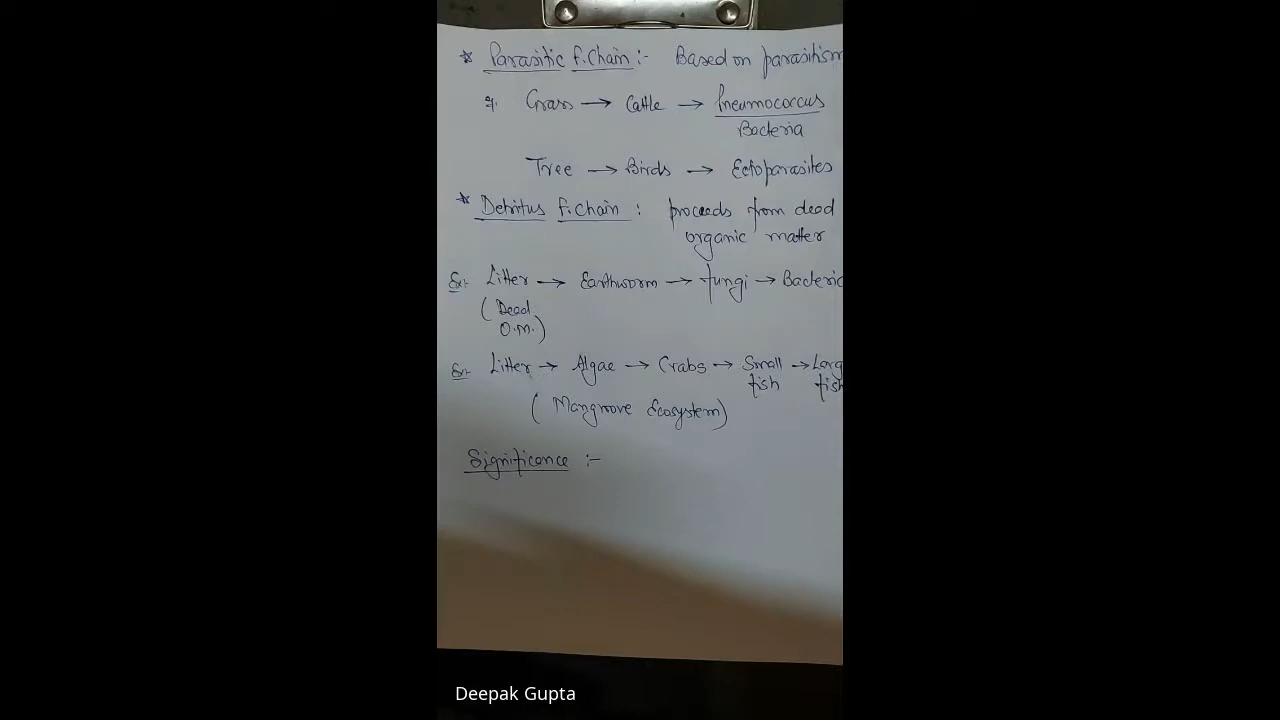 * Parasitic f.Chain :- Based on parasitism
eg. Grass → Cattle → Pneumococcus
Bacteria
Tree → Birds → Ectoparasites
* Detritus f.Chain : proceeds from dead
organic matter
Ex:- Litter → Earthworm → fungi → Bacteria
(Dead
O.M.)
Ex:- Litter → Algae → Crabs → Small → Larg
fish fish
(Mangrove Ecosystem)
Significance :-
Deepak Gupta